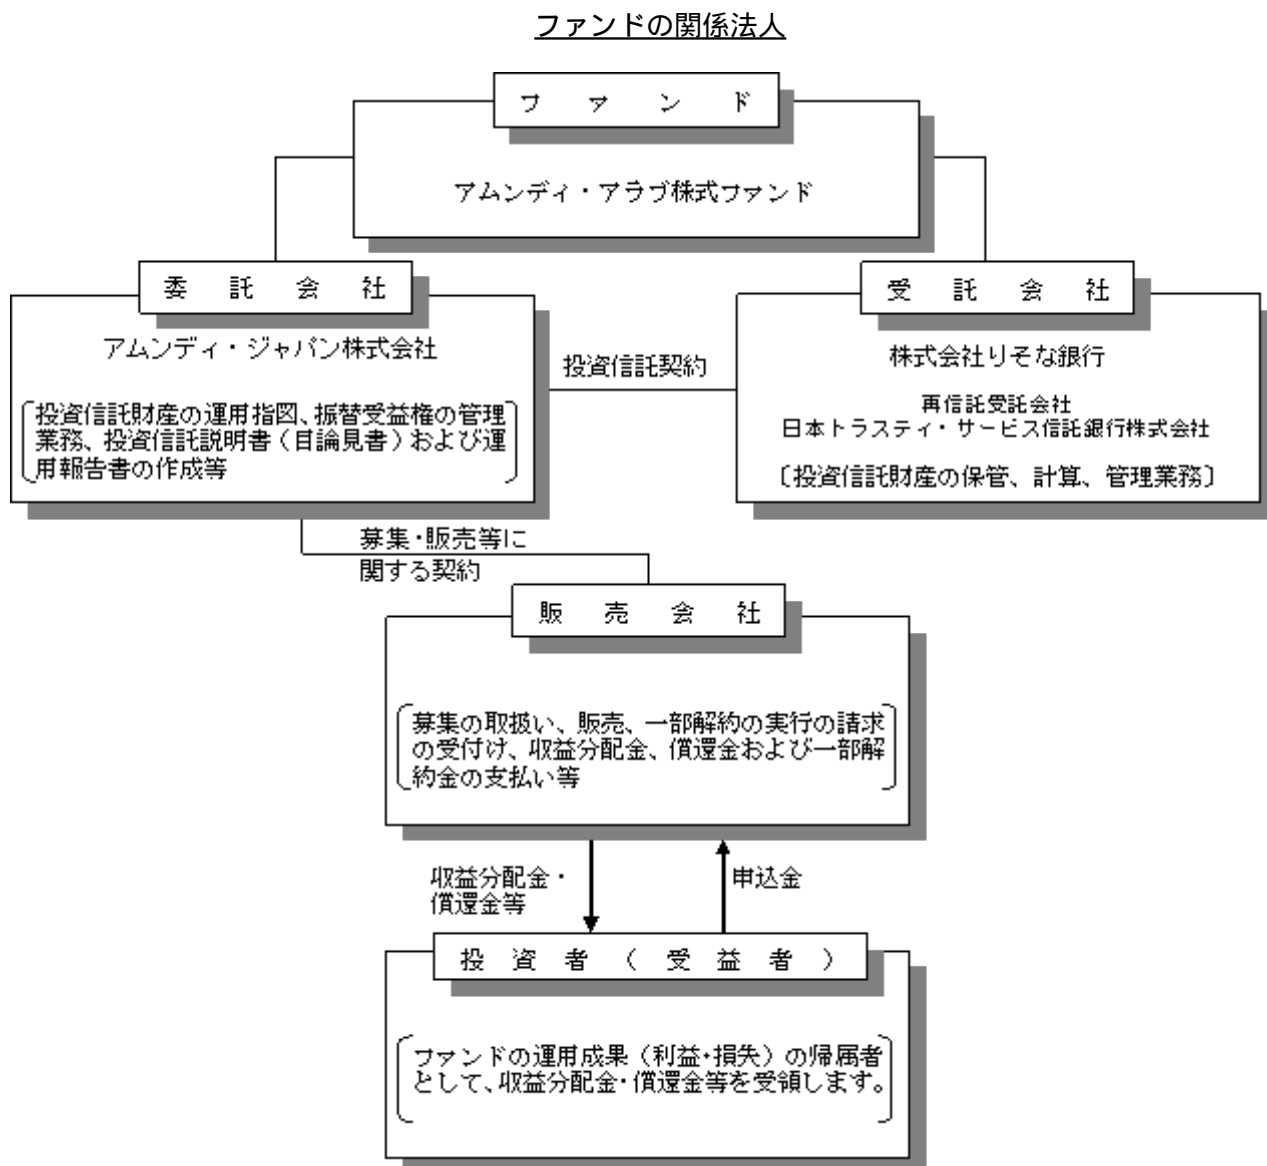 ファンドの関係法人
ファンド
アムンディ・アラブ株式ファンド
委託会社
アムンディ・ジャパン株式会社
投資信託財産の運用指図、振替受益権の管理
業務、投資信託説明書(目論見書)および運
用報告書の作成等
投資信託契約
受託会社
株式会社りそな銀行
再信託受託会社
日本トラスティ・サービス信託銀行株式会社
〔投資信託財産の保管、計算、管理業務〕
募集・販売等に
関する契約
販売会社
募集の取扱い、販売、一部解約の実行の請求
の受付け、収益分配金、償還金および一部解
約金の支払い等
収益分配金・
償還金等
申込金
投資者(受益者)
ファンドの運用成果(利益・損失)の帰属者
として、収益分配金・償還金等を受領します。